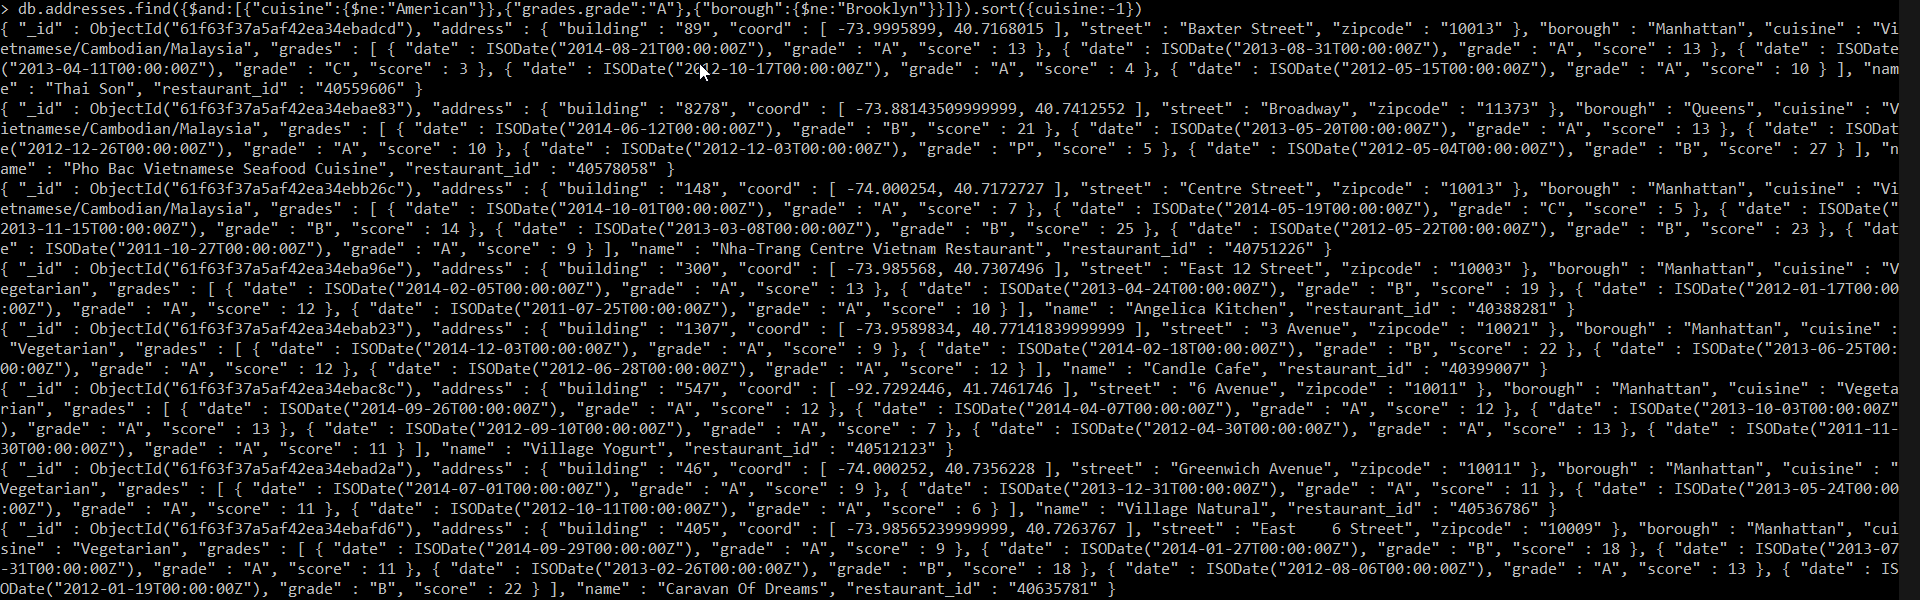 > db.addresses.find({$and:[{"cuisine":{$ne:"American"}},{"grades.grade":"A"},{"borough":{$ne:"Brooklyn"}}]}).sort({cuisine:-1})
{ "_id" : ObjectId("61f63f37a5af42ea34ebadcd"), "address" : { "building" : "89", "coord" : [ -73.9995899, 40.7168015 ], "street" : "Baxter Street", "zipcode" : "10013" }, "borough" : "Manhattan", "cuisine" : "Vi
etnamese/Cambodian/Malaysia", "grades" : [ { "date" : ISODate("2014-08-21T00:00:00Z"), "grade" : "A", "score" : 13 }, { "date" : ISODate("2013-08-31T00:00:00Z"), "grade" : "A", "score" : 13 }, { "date" : ISODate
("2013-04-11T00:00:00Z"), "grade" : "C", "score" : 3 }, { "date" : ISODate("2012-10-17T00:00:00Z"), "grade" : "A", "score" : 4 }, { "date" : ISODate("2012-05-15T00:00:00Z"), "grade" : "A", "score" : 10 } ], "nam
e" : "Thai Son", "restaurant_id" : "40559606" }
{ "_id" : ObjectId("61f63f37a5af42ea34ebae83"), "address" : { "building" : "8278", "coord" : [ -73.88143509999999, 40.7412552 ], "street" : "Broadway", "zipcode" : "11373" }, "borough" : "Queens", "cuisine" : "V
ietnamese/Cambodian/Malaysia", "grades" : [ { "date" : ISODate("2014-06-12T00:00:00Z"), "grade" : "B", "score" : 21 }, { "date" : ISODate("2013-05-20T00:00:00Z"), "grade" : "A", "score" : 13 }, { "date" : ISODat
e("2012-12-26T00:00:00Z"), "grade" : "A", "score" : 10 }, { "date" : ISODate("2012-12-03T00:00:00Z"), "grade" : "P", "score" : 5 }, { "date" : ISODate("2012-05-04T00:00:00Z"), "grade" : "B", "score" : 27 } ], "n
ame" : "Pho Bac Vietnamese Seafood Cuisine", "restaurant_id" : "40578058" }
{ "_id" : ObjectId("61f63f37a5af42ea34ebb26c"), "address" : { "building" : "148", "coord" : [ -74.000254, 40.7172727 ], "street" : "Centre Street", "zipcode" : "10013" }, "borough" : "Manhattan", "cuisine" : "Vi
etnamese/Cambodian/Malaysia", "grades" : [ { "date" : ISODate("2014-10-01T00:00:00Z"), "grade" : "A", "score" : 7 }, { "date" : ISODate("2014-05-19T00:00:00Z"), "grade" : "C", "score" : 5 }, { "date" : ISODate("
2013-11-15T00:00:00Z"), "grade" : "B", "score" : 14 }, { "date" : ISODate("2013-03-08T00:00:00Z"), "grade" : "B", "score" : 25 }, { "date" : ISODate("2012-05-22T00:00:00Z"), "grade" : "B", "score" : 23 }, { "dat
e" : ISODate("2011-10-27T00:00:00Z"), "grade" : "A", "score" : 9 } ], "name" : "Nha-Trang Centre Vietnam Restaurant", "restaurant_id" : "40751226" }
{ "_id" : ObjectId("61f63f37a5af42ea34eba96e"), "address" : { "building" : "300", "coord" : [ -73.985568, 40.7307496 ], "street" : "East 12 Street", "zipcode" : "10003" }, "borough" : "Manhattan", "cuisine" : "V
egetarian", "grades" : [ { "date" : ISODate("2014-02-05T00:00:00Z"), "grade" : "A", "score" : 13 }, { "date" : ISODate("2013-04-24T00:00:00Z"), "grade" : "B", "score" : 19 }, { "date" : ISODate("2012-01-17T00:00
:00Z"), "grade" : "A", "score" : 12 }, { "date" : ISODate("2011-07-25T00:00:00Z"), "grade" : "A", "score" : 10 } ], "name" : "Angelica Kitchen", "restaurant_id" : "40388281" }
{ "_id" : ObjectId("61f63f37a5af42ea34ebab23"), "address" : { "building" : "1307", "coord" : [ -73.9589834, 40.77141839999999 ], "street" : "3 Avenue", "zipcode" : "10021" }, "borough" : "Manhattan", "cuisine" :
"Vegetarian", "grades" : [ { "date" : ISODate("2014-12-03T00:00:00Z"), "grade" : "A", "score" : 9 }, { "date" : ISODate("2014-02-18T00:00:00Z"), "grade" : "B", "score" : 22 }, { "date" : ISODate("2013-06-25T00:
00:00Z"), "grade" : "A", "score" : 12 }, { "date" : ISODate("2012-06-28T00:00:00Z"), "grade" : "A", "score" : 12 } ], "name" : "Candle Cafe", "restaurant_id" : "40399007" }
{ "_id" : ObjectId("61f63f37a5af42ea34ebac8c"), "address" : { "building" : "547", "coord" : [ -92.7292446, 41.7461746 ], "street" : "6 Avenue", "zipcode" : "10011" }, "borough" : "Manhattan", "cuisine" : "Vegeta
rian", "grades" : [ { "date" : ISODate("2014-09-26T00:00:00Z"), "grade" : "A", "score" : 12 }, { "date" : ISODate("2014-04-07T00:00:00Z"), "grade" : "A", "score" : 12 }, { "date" : ISODate("2013-10-03T00:00:00Z"
), "grade" : "A", "score" : 13 }, { "date" : ISODate("2012-09-10T00:00:00Z"), "grade" : "A", "score" : 7 }, { "date" : ISODate("2012-04-30T00:00:00Z"), "grade" : "A", "score" : 13 }, { "date" : ISODate("2011-11-
30T00:00:00Z"), "grade" : "A", "score" : 11 } ], "name" : "Village Yogurt", "restaurant_id" : "40512123" }
{ "_id" : ObjectId("61f63f37a5af42ea34ebad2a"), "address" : { "building" : "46", "coord" : [ -74.000252, 40.7356228 ], "street" : "Greenwich Avenue", "zipcode" : "10011" }, "borough" : "Manhattan", "cuisine" : "
Vegetarian", "grades" : [ { "date" : ISODate("2014-07-01T00:00:00Z"), "grade" : "A", "score" : 9 }, { "date" : ISODate("2013-12-31T00:00:00Z"), "grade" : "A", "score" : 11 }, { "date" : ISODate("2013-05-24T00:00
:00Z"), "grade" : "A", "score" : 11 }, { "date" : ISODate("2012-10-11T00:00:00Z"), "grade" : "A", "score" : 6 } ], "name" : "Village Natural", "restaurant_id" : "40536786" }
{ "_id" : ObjectId("61f63f37a5af42ea34ebafd6"), "address" : { "building" : "405", "coord" : [ -73.98565239999999, 40.7263767 ], "street" : "East    6 Street", "zipcode" : "10009" }, "borough" : "Manhattan", "cui
sine" : "Vegetarian", "grades" : [ { "date" : ISODate("2014-09-29T00:00:00Z"), "grade" : "A", "score" : 9 }, { "date" : ISODate("2014-01-27T00:00:00Z"), "grade" : "B", "score" : 18 }, { "date" : ISODate("2013-07
-31T00:00:00Z"), "grade" : "A", "score" : 11 }, { "date" : ISODate("2013-02-26T00:00:00Z"), "grade" : "B", "score" : 18 }, { "date" : ISODate("2012-08-06T00:00:00Z"), "grade" : "A", "score" : 13 }, { "date" : IS
ODate("2012-01-19T00:00:00Z"), "grade" : "B", "score" : 22 } ], "name" : "Caravan Of Dreams", "restaurant_id" : "40635781" }